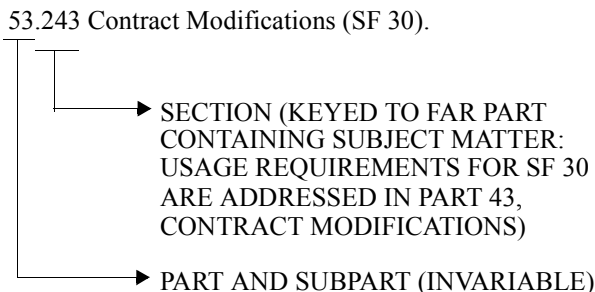 53.243 Contract Modifications (SF 30).
SECTION (KEYED TO FAR PART
CONTAINING SUBJECT MATTER:
USAGE REQUIREMENTS FOR SF 30
ARE ADDRESSED IN PART 43,
CONTRACT MODIFICATIONS)
PART AND SUBPART (INVARIABLE)